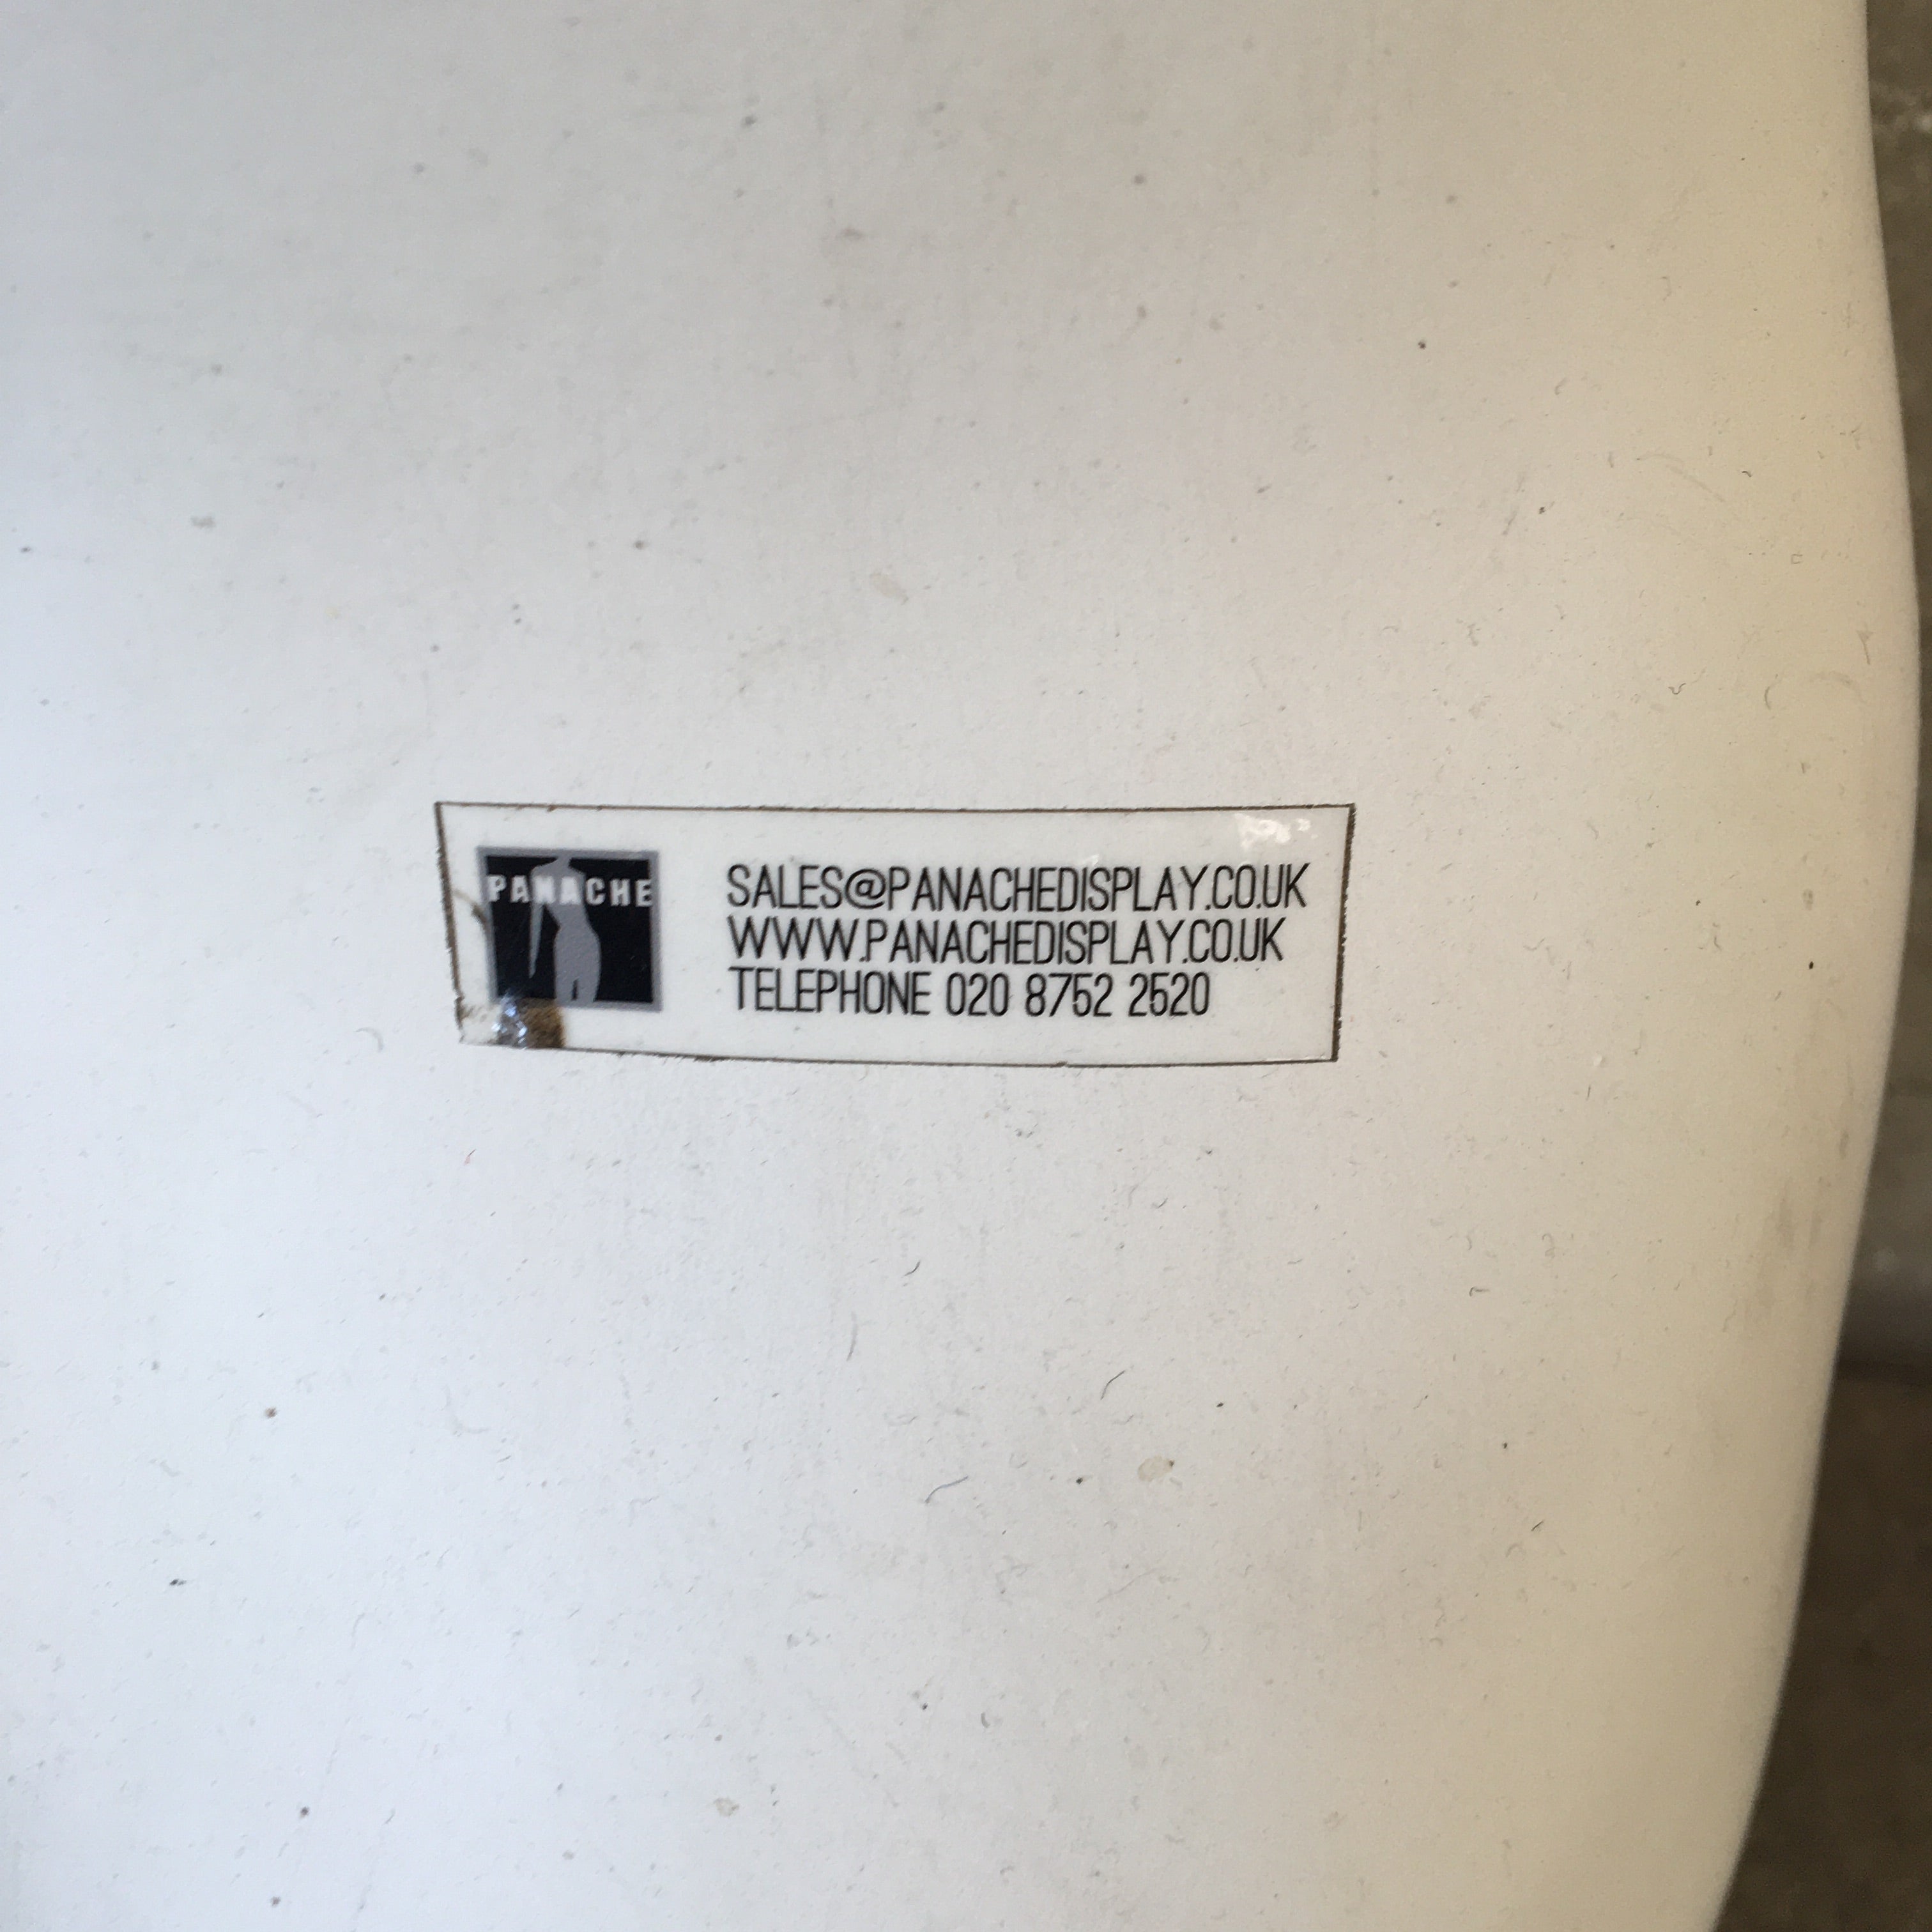 PANACHE
SALES@PANACHEDISPLAY.CO.UK
WWW.PANACHEDISPLAY.CO.UK
TELEPHONE 020 8752 2520